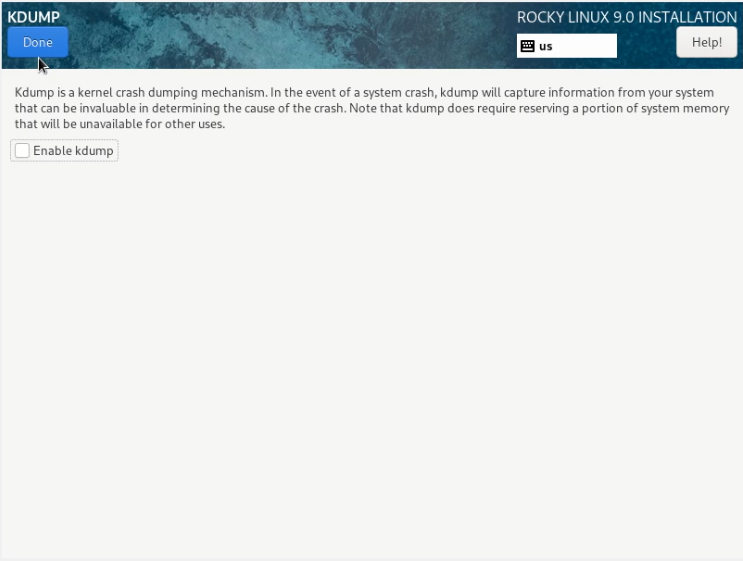 KDUMP
ROCKY LINUX 9.0 INSTALLATION
Done
us
Help!
Kdump is a kernel crash dumping mechanism. In the event of a system crash, kdump will capture information from your system
that can be invaluable in determining the cause of the crash. Note that kdump does require reserving a portion of system memory
that will be unavailable for other uses.
Enable kdump